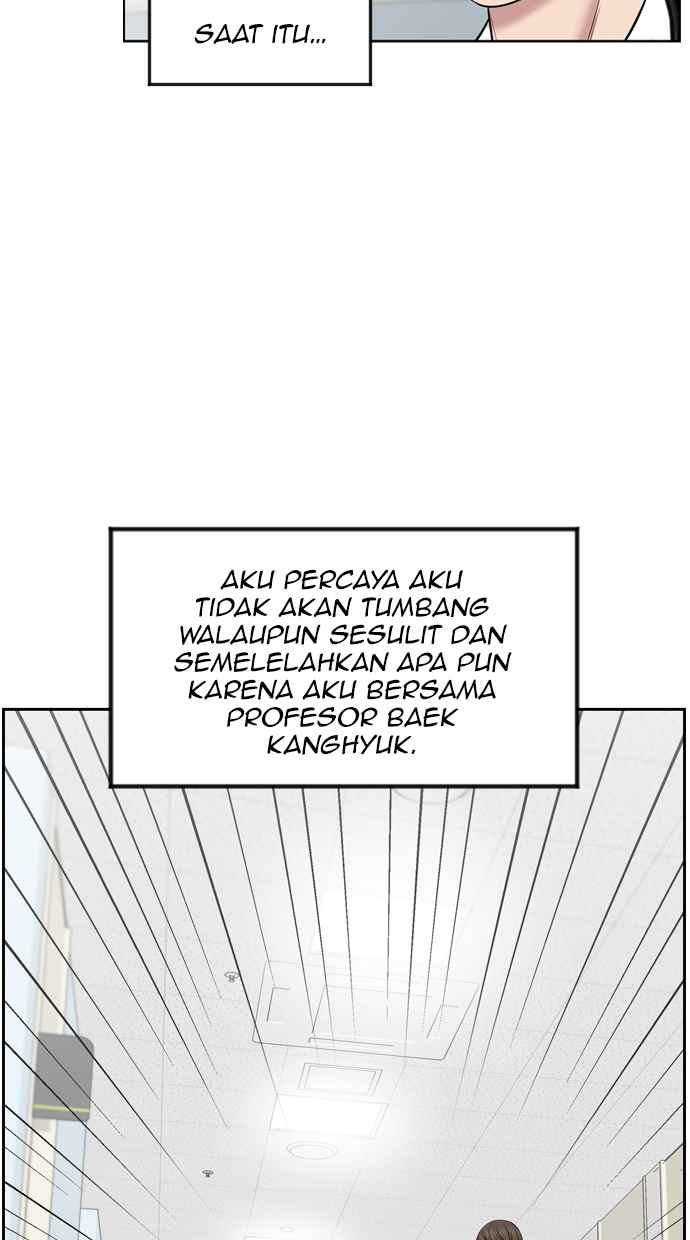 SAAT ITU...
AKU PERCAYA AKU
TIDAK AKAN TUMBANG
WALAUPUN SESULIT DAN
SEMELELAHKAN APA PUN
KARENA AKU BERSAMA
PROFESOR BAEK
KANGHYUK.